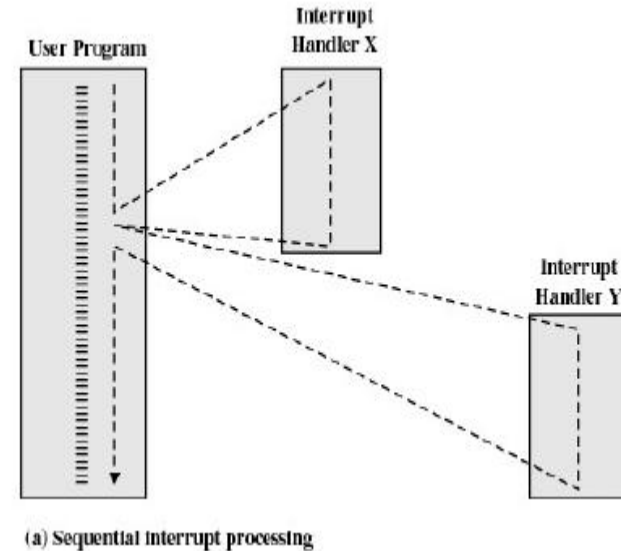 User Program
Interrupt
Handler X
Interrupt
Handler Y
(a) Sequential interrupt processing